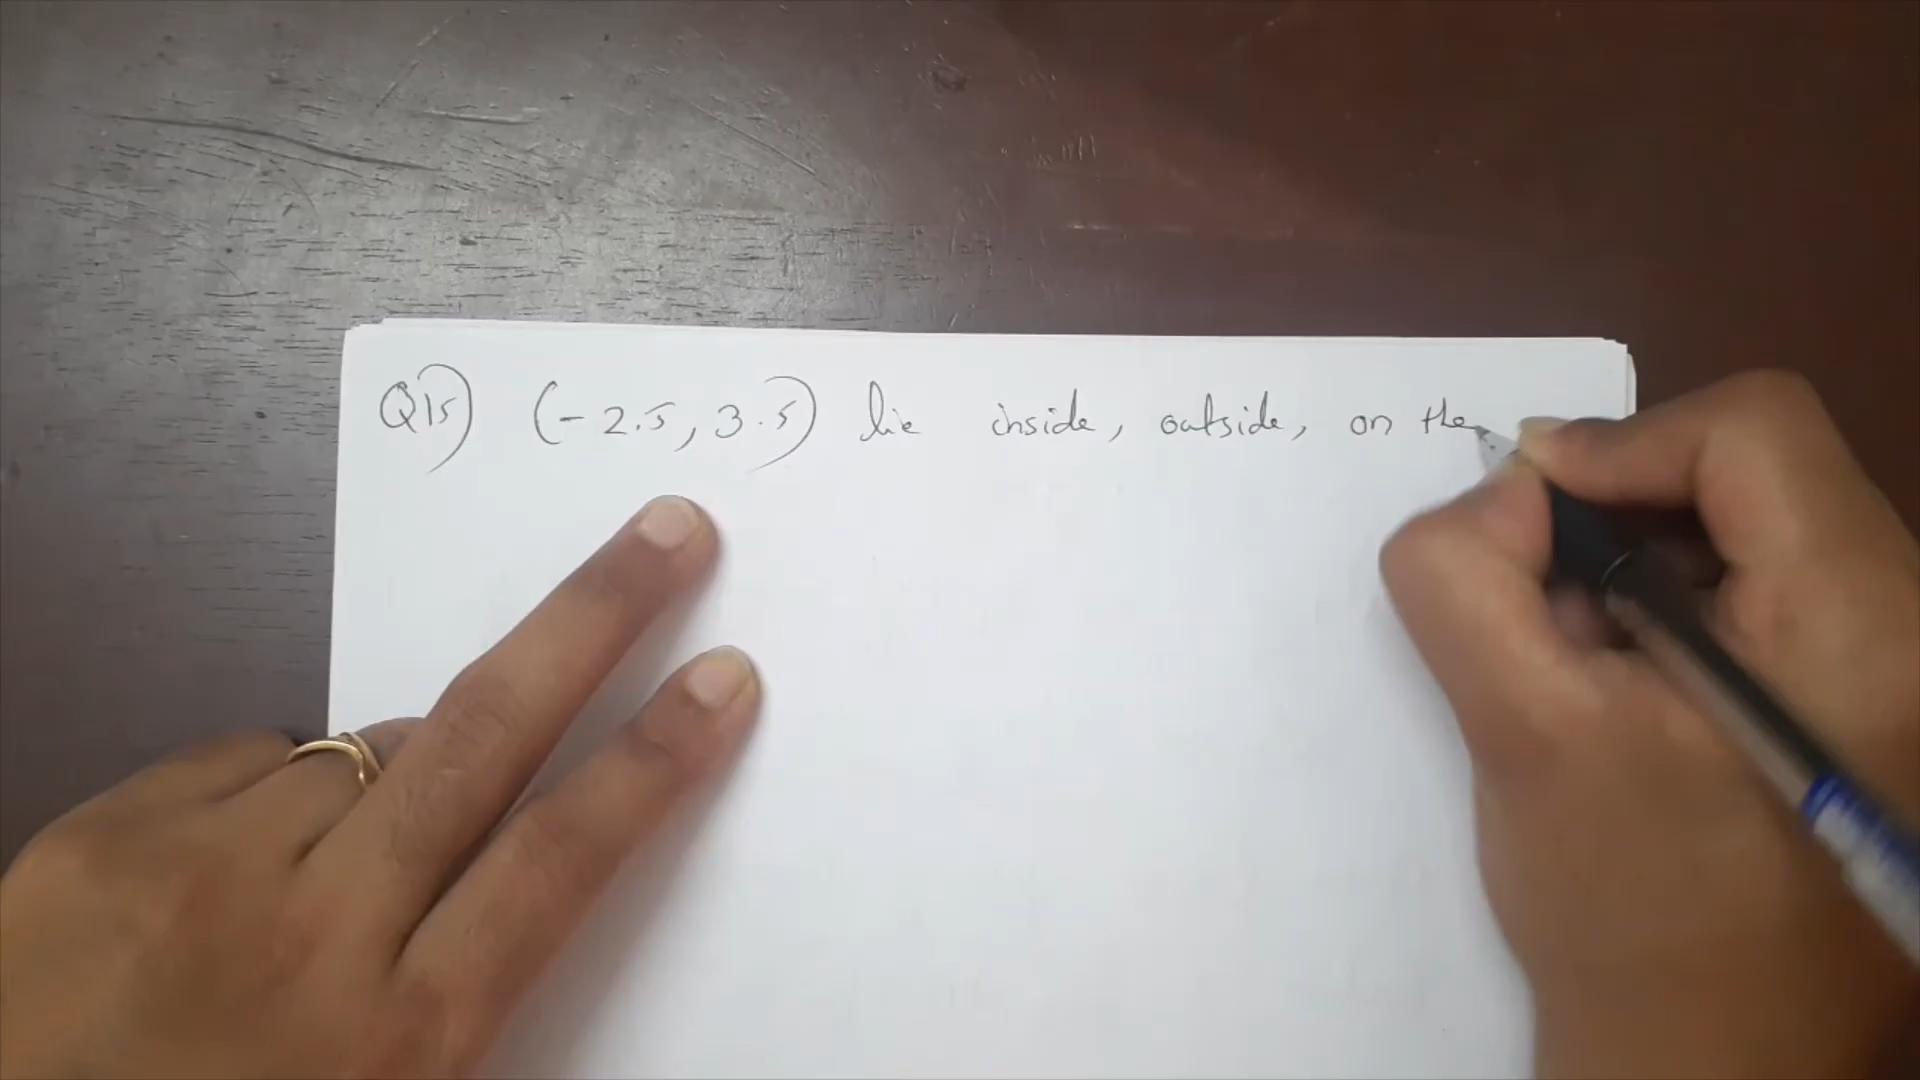 Q15) (-2.5, 3.5) lie inside, outside, on the